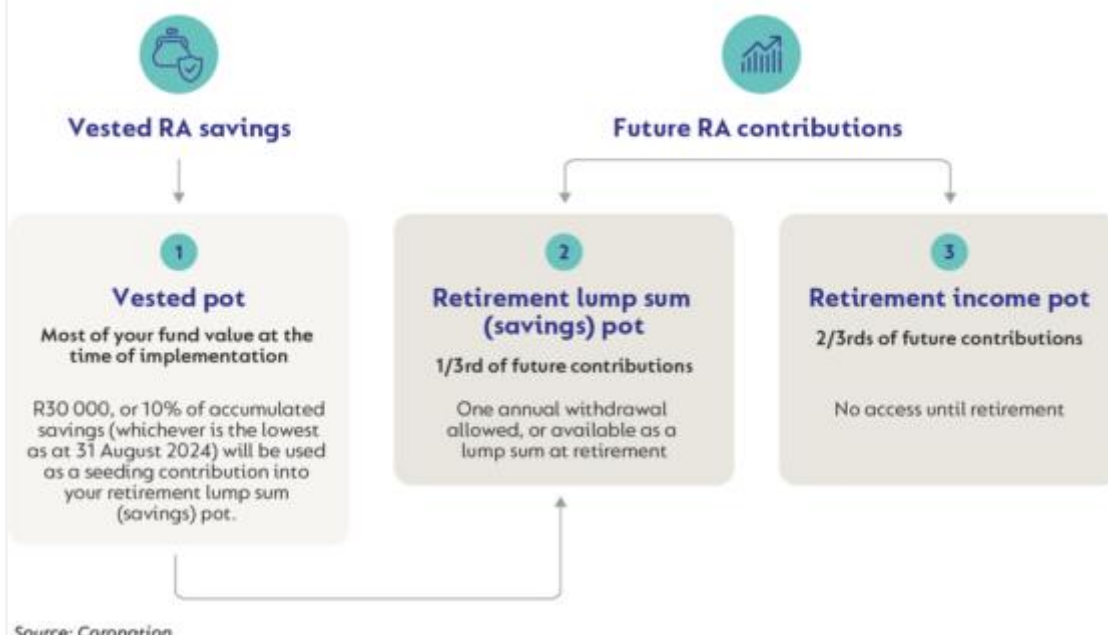 Vested RA savings
Future RA contributions
1
Vested pot
Most of your fund value at the
time of implementation
R30 000, or 10% of accumulated
savings (whichever is the lowest
as at 31 August 2024) will be used
as a seeding contribution into
your retirement lump sum
(savings) pot.
2
Retirement lump sum
(savings) pot
1/3rd of future contributions
One annual withdrawal
allowed, or available as a
lump sum at retirement
3
Retirement income pot
2/3rds of future contributions
No access until retirement
Source: Coronation